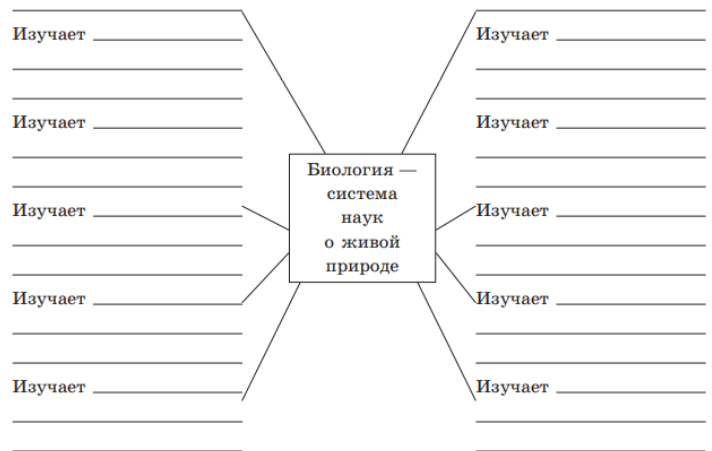 Изучает
Изучает
Изучает
Изучает
Изучает
Биология —
система
наук
о живой
природе
Изучает
Изучает
Изучает
Изучает
Изучает